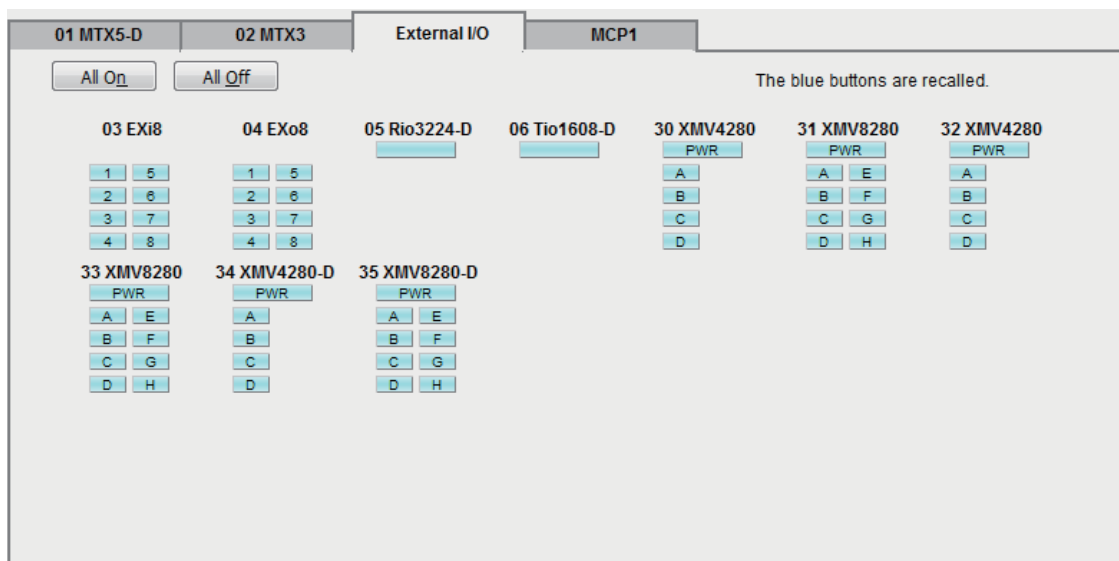 01 MTX5-D 02 MTX3 External I/O MCP1
All On All Off The blue buttons are recalled.
03 EXi8 04 EXo8 05 Rio3224-D 06 Tio1608-D 30 XMV4280 31 XMV8280 32 XMV4280
PWR PWR PWR
1 5 1 5 A A E A
2 6 2 6 B B F B
3 7 3 7 C C G C
4 8 4 8 D D H D
33 XMV8280 34 XMV4280-D 35 XMV8280-D
PWR PWR PWR
A E A A E
B F B B F
C G C C G
D H D D H